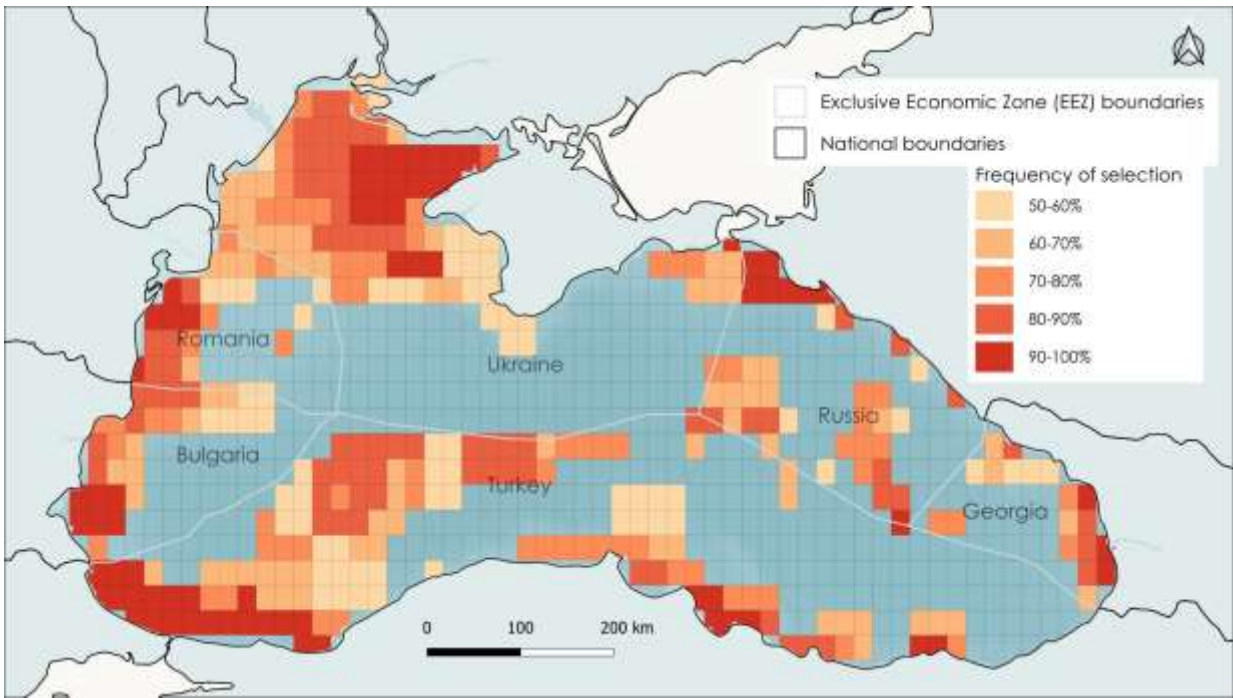 Exclusive Economic Zone (EEZ) boundaries
National boundaries
Frequency of selection
50-60%
60-70%
70-80%
80-90%
90-100%
Romania
Ukraine
Russia
Bulgaria
Turkey
Georgia
0 100 200 km